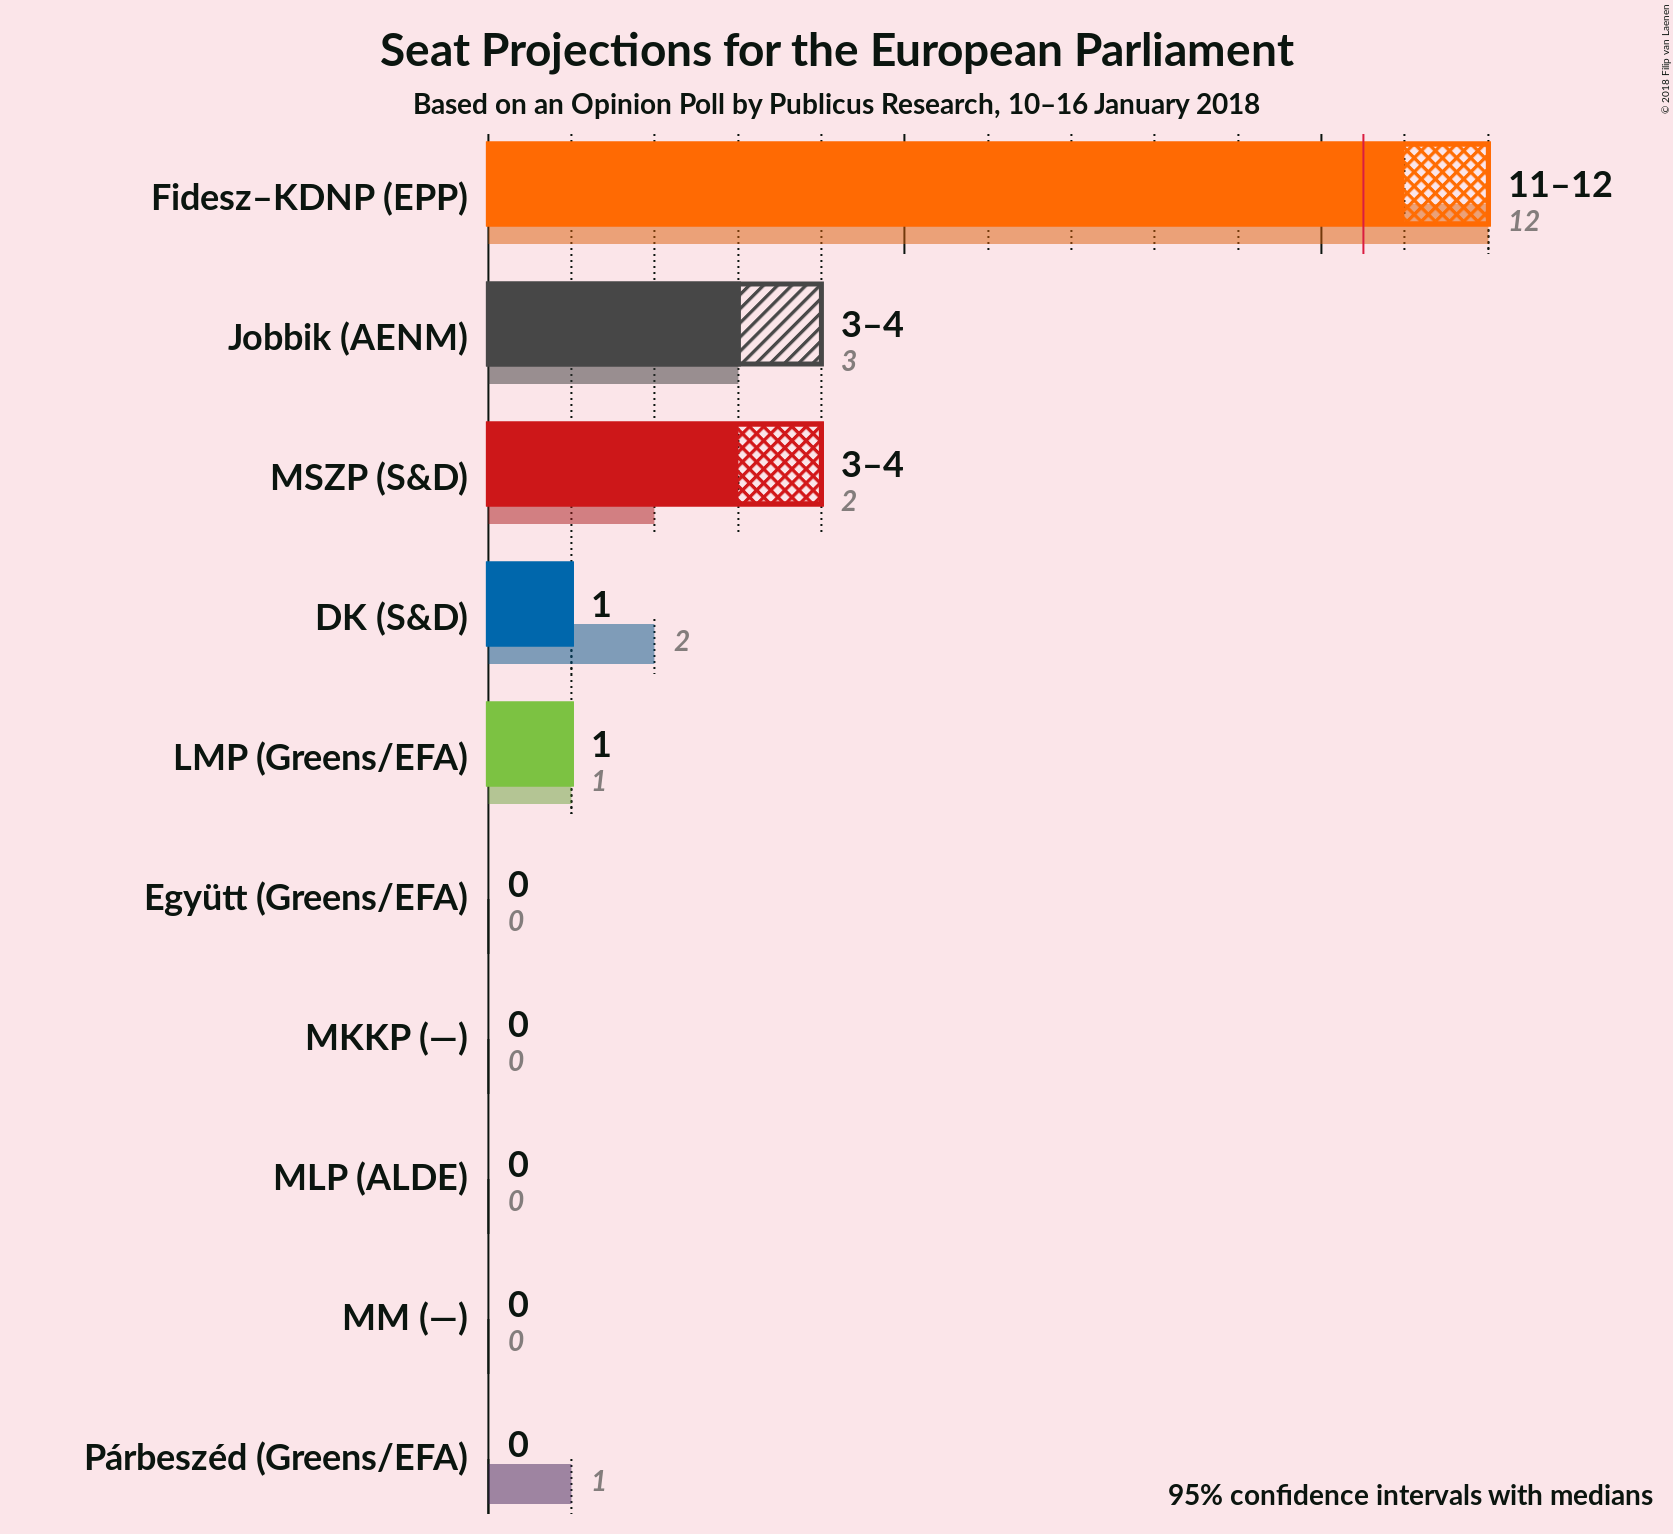 Seat Projections for the European Parliament
Based on an Opinion Poll by Publicus Research, 10–16 January 2018
© 2018 Filip van Laenen
Fidesz–KDNP (EPP)
11–12
12
Jobbik (AENM)
3–4
3
MSZP (S&D)
3–4
2
DK (S&D)
1
2
LMP (Greens/EFA)
1
1
Együtt (Greens/EFA)
0
0
MKKP (—)
0
0
MLP (ALDE)
0
0
MM (—)
0
0
Párbeszéd (Greens/EFA)
0
1
95% confidence intervals with medians